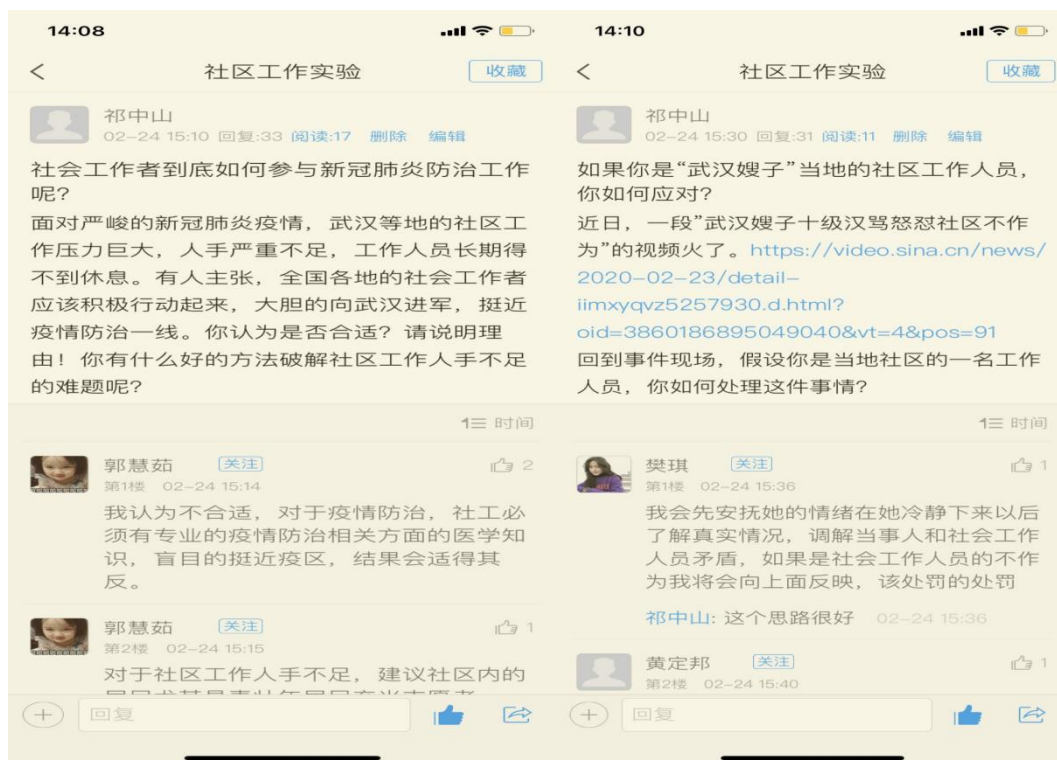 14:08
社区工作实验
收藏
祁中山
02-24 15:10 回复:33 阅读:17 删除 编辑
社会工作者到底如何参与新冠肺炎防治工作
呢?
面对严峻的新冠肺炎疫情，武汉等地的社区工
作压力巨大，人手严重不足，工作人员长期得
不到休息。有人主张，全国各地的社会工作者
应该积极行动起来，大胆的向武汉进军，挺近
疫情防治一线。你认为是否合适？请说明理
由！你有什么好的方法破解社区工作人手不足
的难题呢?
1 时间
郭慧茹 关注 2
第1楼 02-24 15:14
我认为不合适，对于疫情防治，社工必
须有专业的疫情防治相关方面的医学知
识，盲目的挺近疫区，结果会适得其
反。
郭慧茹 关注 1
第2楼 02-24 15:15
对于社区工作人手不足，建议社区内的
回复
14:10
社区工作实验
收藏
祁中山
02-24 15:30 回复:31 阅读:11 删除 编辑
如果你是“武汉嫂子”当地的社区工作人员，
你如何应对?
近日，一段”武汉嫂子十级汉骂怒怼社区不作
为”的视频火了。https://video.sina.cn/news/
2020-02-23/detail-
iimxyqvz5257930.d.html?
oid=3860186895049040&vt=4&pos=91
回到事件现场，假设你是当地社区的一名工作
人员，你如何处理这件事情?
1 时间
樊琪 关注 1
第1楼 02-24 15:36
我会先安抚她的情绪在她冷静下来以后
了解真实情况，调解当事人和社会工作
人员矛盾，如果是社会工作人员的不作
为我将会向上面反映，该处罚的处罚
祁中山: 这个思路很好 02-24 15:36
黄定邦 关注 1
第2楼 02-24 15:40
回复